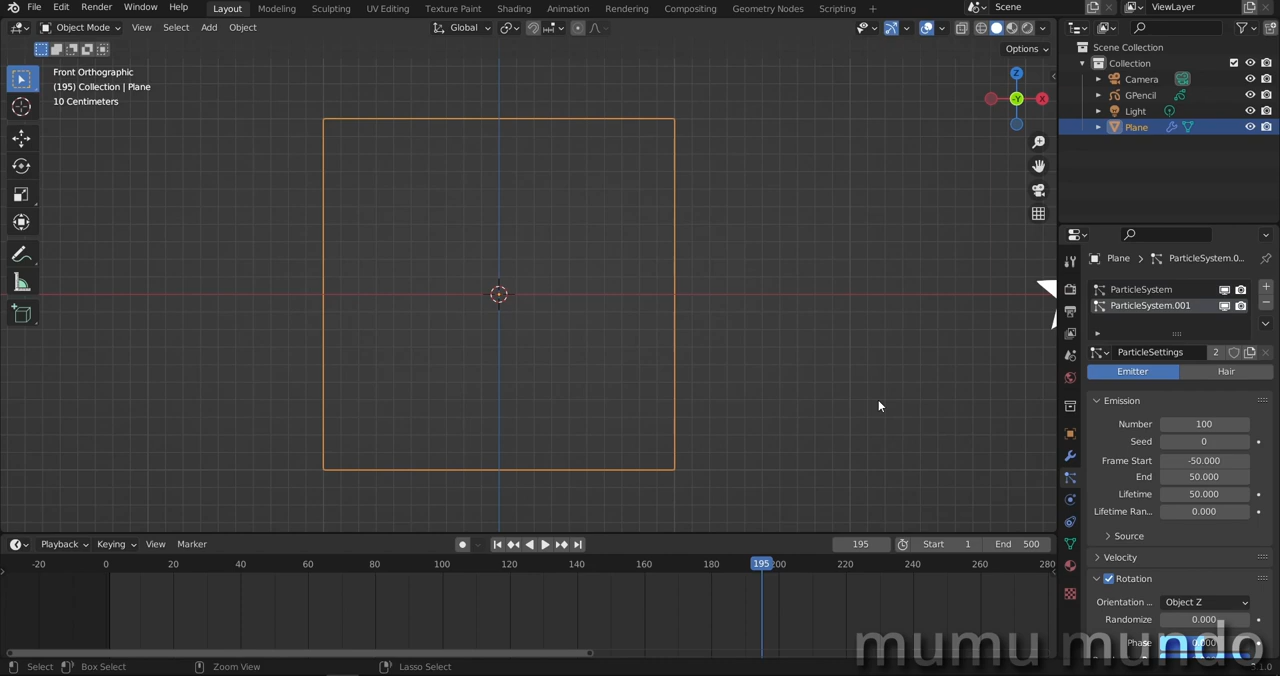 File Edit Render Window Help Layout Modeling Sculpting UV Editing Texture Paint Shading Animation Rendering Compositing Geometry Nodes Scripting + Scene ViewLayer
Object Mode View Select Add Object Global
Options
Front Orthographic
(195) Collection | Plane
10 Centimeters
Z
-Y
X
Scene Collection
Collection
Camera
GPencil
Light
Plane
Plane > ParticleSystem.0...
ParticleSystem
ParticleSystem.001
ParticleSettings 2
Emitter Hair
Emission
Number 100
Seed 0
Frame Start -50.000
End 50.000
Lifetime 50.000
Lifetime Ran... 0.000
Source
Velocity
Rotation
Orientation ... Object Z
Randomize 0.000
Phase 0.000
Playback Keying View Marker 195 Start 1 End 500
-20 0 20 40 60 80 100 120 140 160 180 195 200 220 240 260 280
Select Box Select Zoom View Lasso Select
mumu mundo
3.1.0